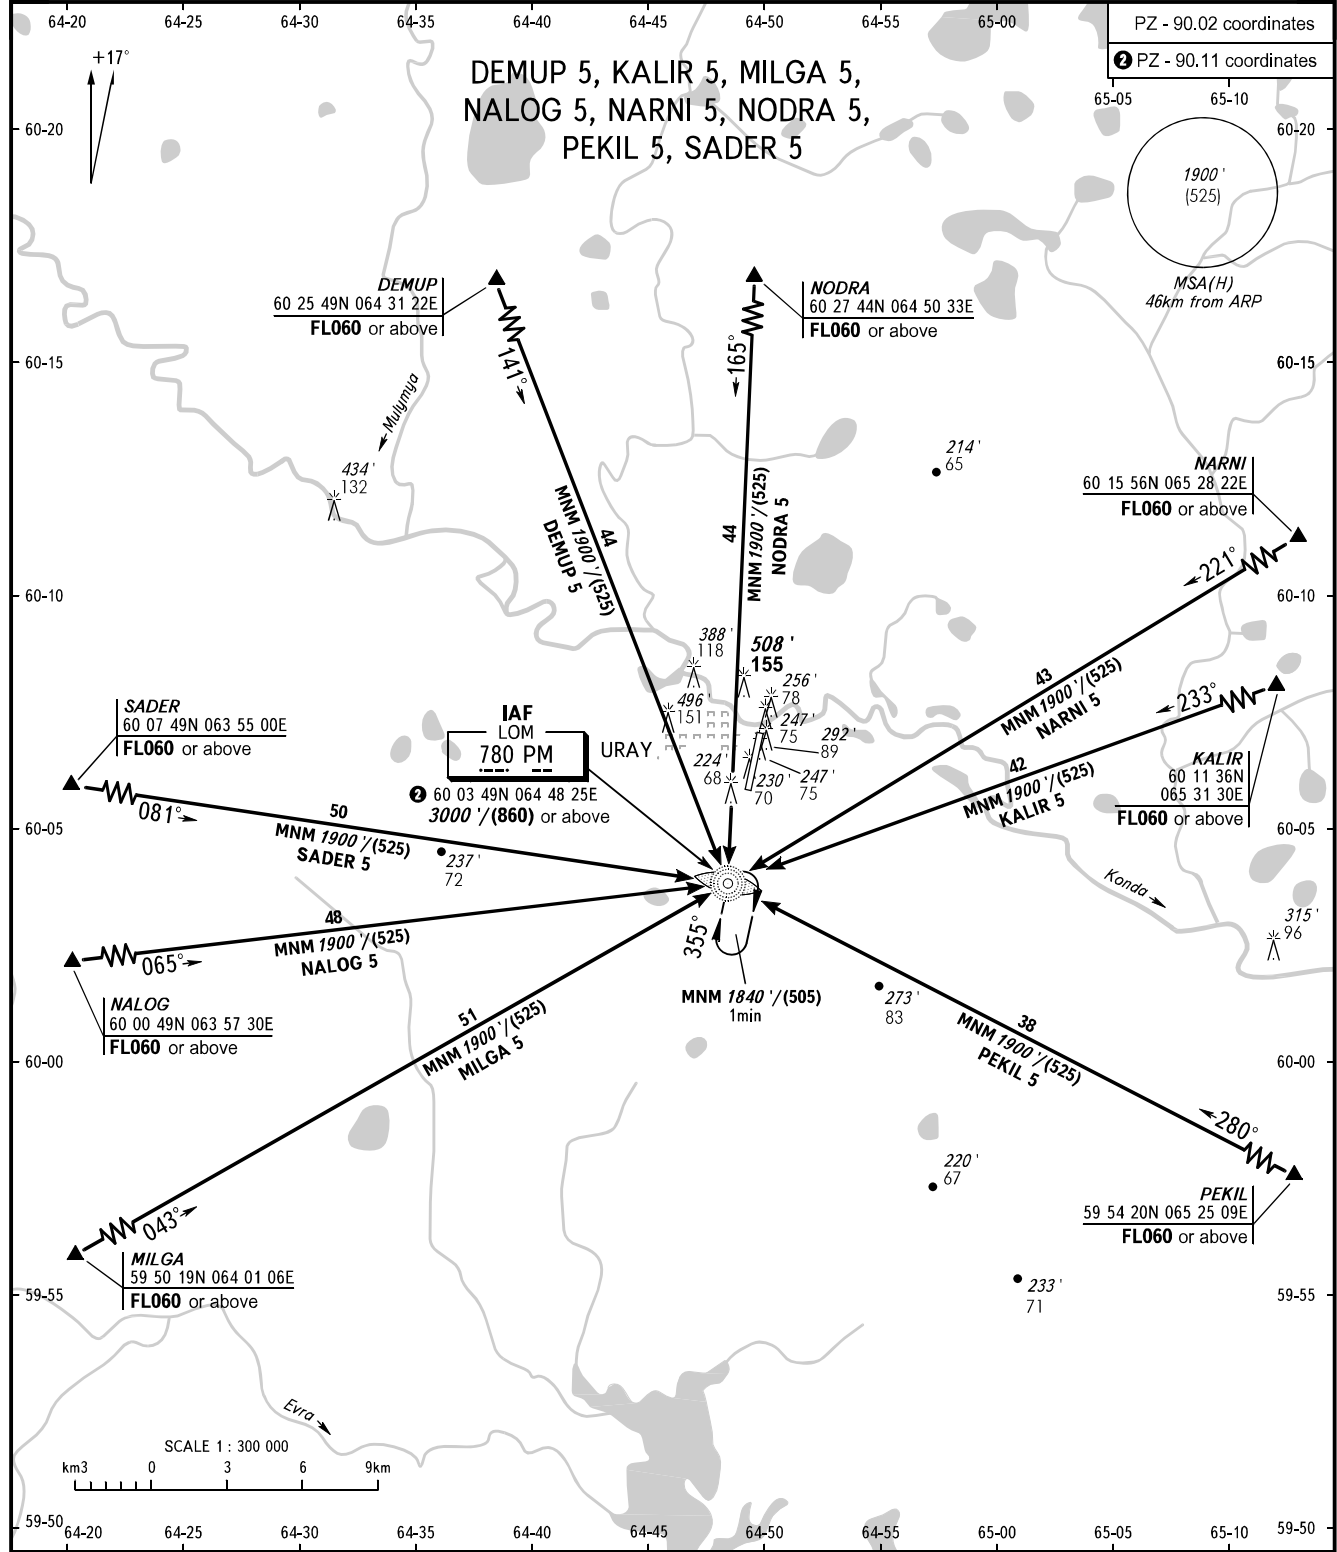 64-20 64-25 64-30 64-35 64-40 64-45 64-50 64-55 65-00
PZ - 90.02 coordinates
❷ PZ - 90.11 coordinates
65-05 65-10
+17°
DEMUP 5, KALIR 5, MILGA 5,
NALOG 5, NARNI 5, NODRA 5,
PEKIL 5, SADER 5
60-20
60-20
1900'
(525)
MSA(H)
46km from ARP
DEMUP
60 25 49N 064 31 22E
FL060 or above
NODRA
60 27 44N 064 50 33E
FL060 or above
60-15
60-15
141°
165°
Mulymya
434'
132
214'
65
NARNI
60 15 56N 065 28 22E
FL060 or above
44
MNM 1900'/(525)
DEMUP 5
44
MNM 1900'/(525)
NODRA 5
221°
60-10
60-10
388'
118
508'
155
496'
151
256'
78
247'
75
292'
89
224'
68
230'
70
247'
75
43
MNM 1900'/(525)
NARNI 5
233°
42
MNM 1900'/(525)
KALIR 5
KALIR
60 11 36N
065 31 30E
FL060 or above
SADER
60 07 49N 063 55 00E
FL060 or above
IAF
LOM
780 PM
URAY
❷ 60 03 49N 064 48 25E
3000'/(860) or above
081°
50
MNM 1900'/(525)
SADER 5
237'
72
60-05
60-05
Konda
315'
96
48
MNM 1900'/(525)
NALOG 5
065°
355°
NALOG
60 00 49N 063 57 30E
FL060 or above
MNM 1840'/(505)
1min
273'
83
51
MNM 1900'/(525)
MILGA 5
38
MNM 1900'/(525)
PEKIL 5
60-00
60-00
280°
220'
67
PEKIL
59 54 20N 065 25 09E
FL060 or above
043°
MILGA
59 50 19N 064 01 06E
FL060 or above
233'
71
59-55
59-55
Evra
SCALE 1 : 300 000
km3 0 3 6 9km
59-50
59-50
64-20 64-25 64-30 64-35 64-40 64-45 64-50 64-55 65-00 65-05 65-10